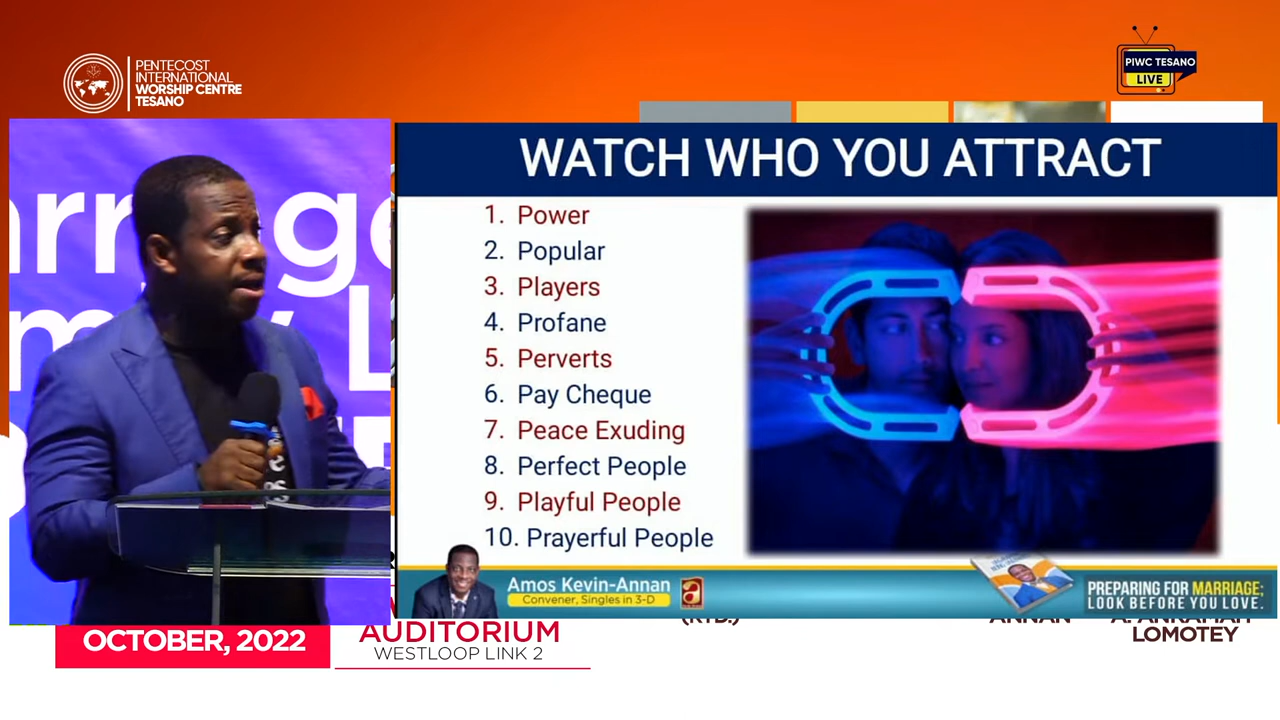 PENTECOST
INTERNATIONAL
WORSHIP CENTRE
TESANO
PIWC TESANO
LIVE
WATCH WHO YOU ATTRACT
1. Power
2. Popular
3. Players
4. Profane
5. Perverts
6. Pay Cheque
7. Peace Exuding
8. Perfect People
9. Playful People
10. Prayerful People
Amos Kevin-Annan
Convener, Singles in 3-D
PREPARING FOR MARRIAGE;
LOOK BEFORE YOU LOVE.
OCTOBER, 2022
AUDITORIUM
WESTLOOP LINK 2
(RTD.)
ANNAN
A. ANKRAHAH
LOMOTEY